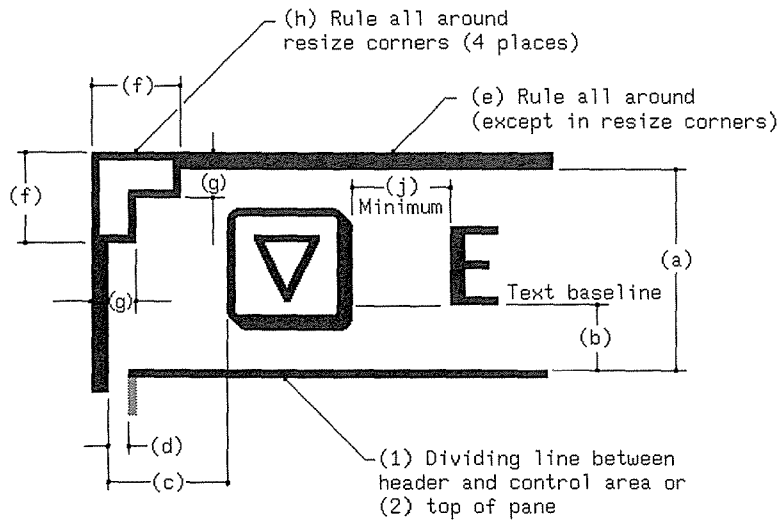 (h) Rule all around
resize corners (4 places)
(f)
(e) Rule all around
(except in resize corners)
(f)
(g)
(j)
Minimum
E
(a)
(g)
Text baseline
(b)
(d)
(c)
(1) Dividing line between
header and control area or
(2) top of pane